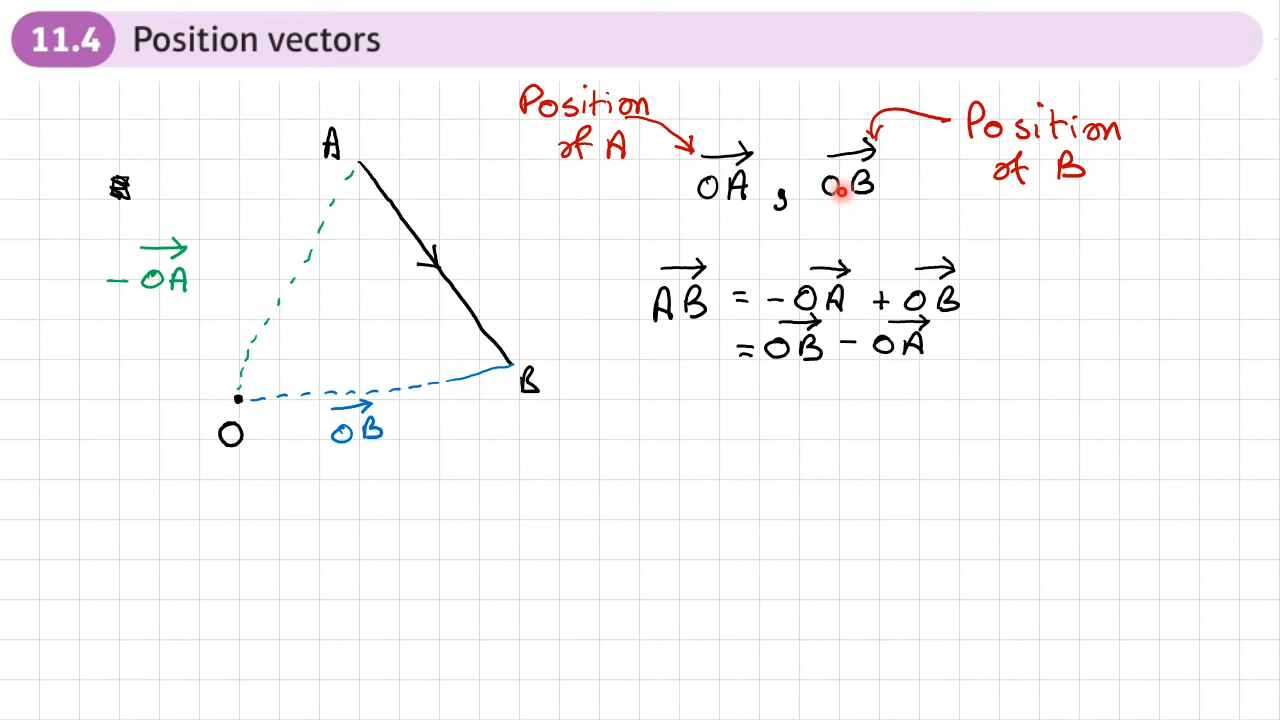 11.4 Position vectors
Position
of A
Position
of B
OA , OB
A
- OA
AB = -OA + OB
= OB - OA
B
O
OB